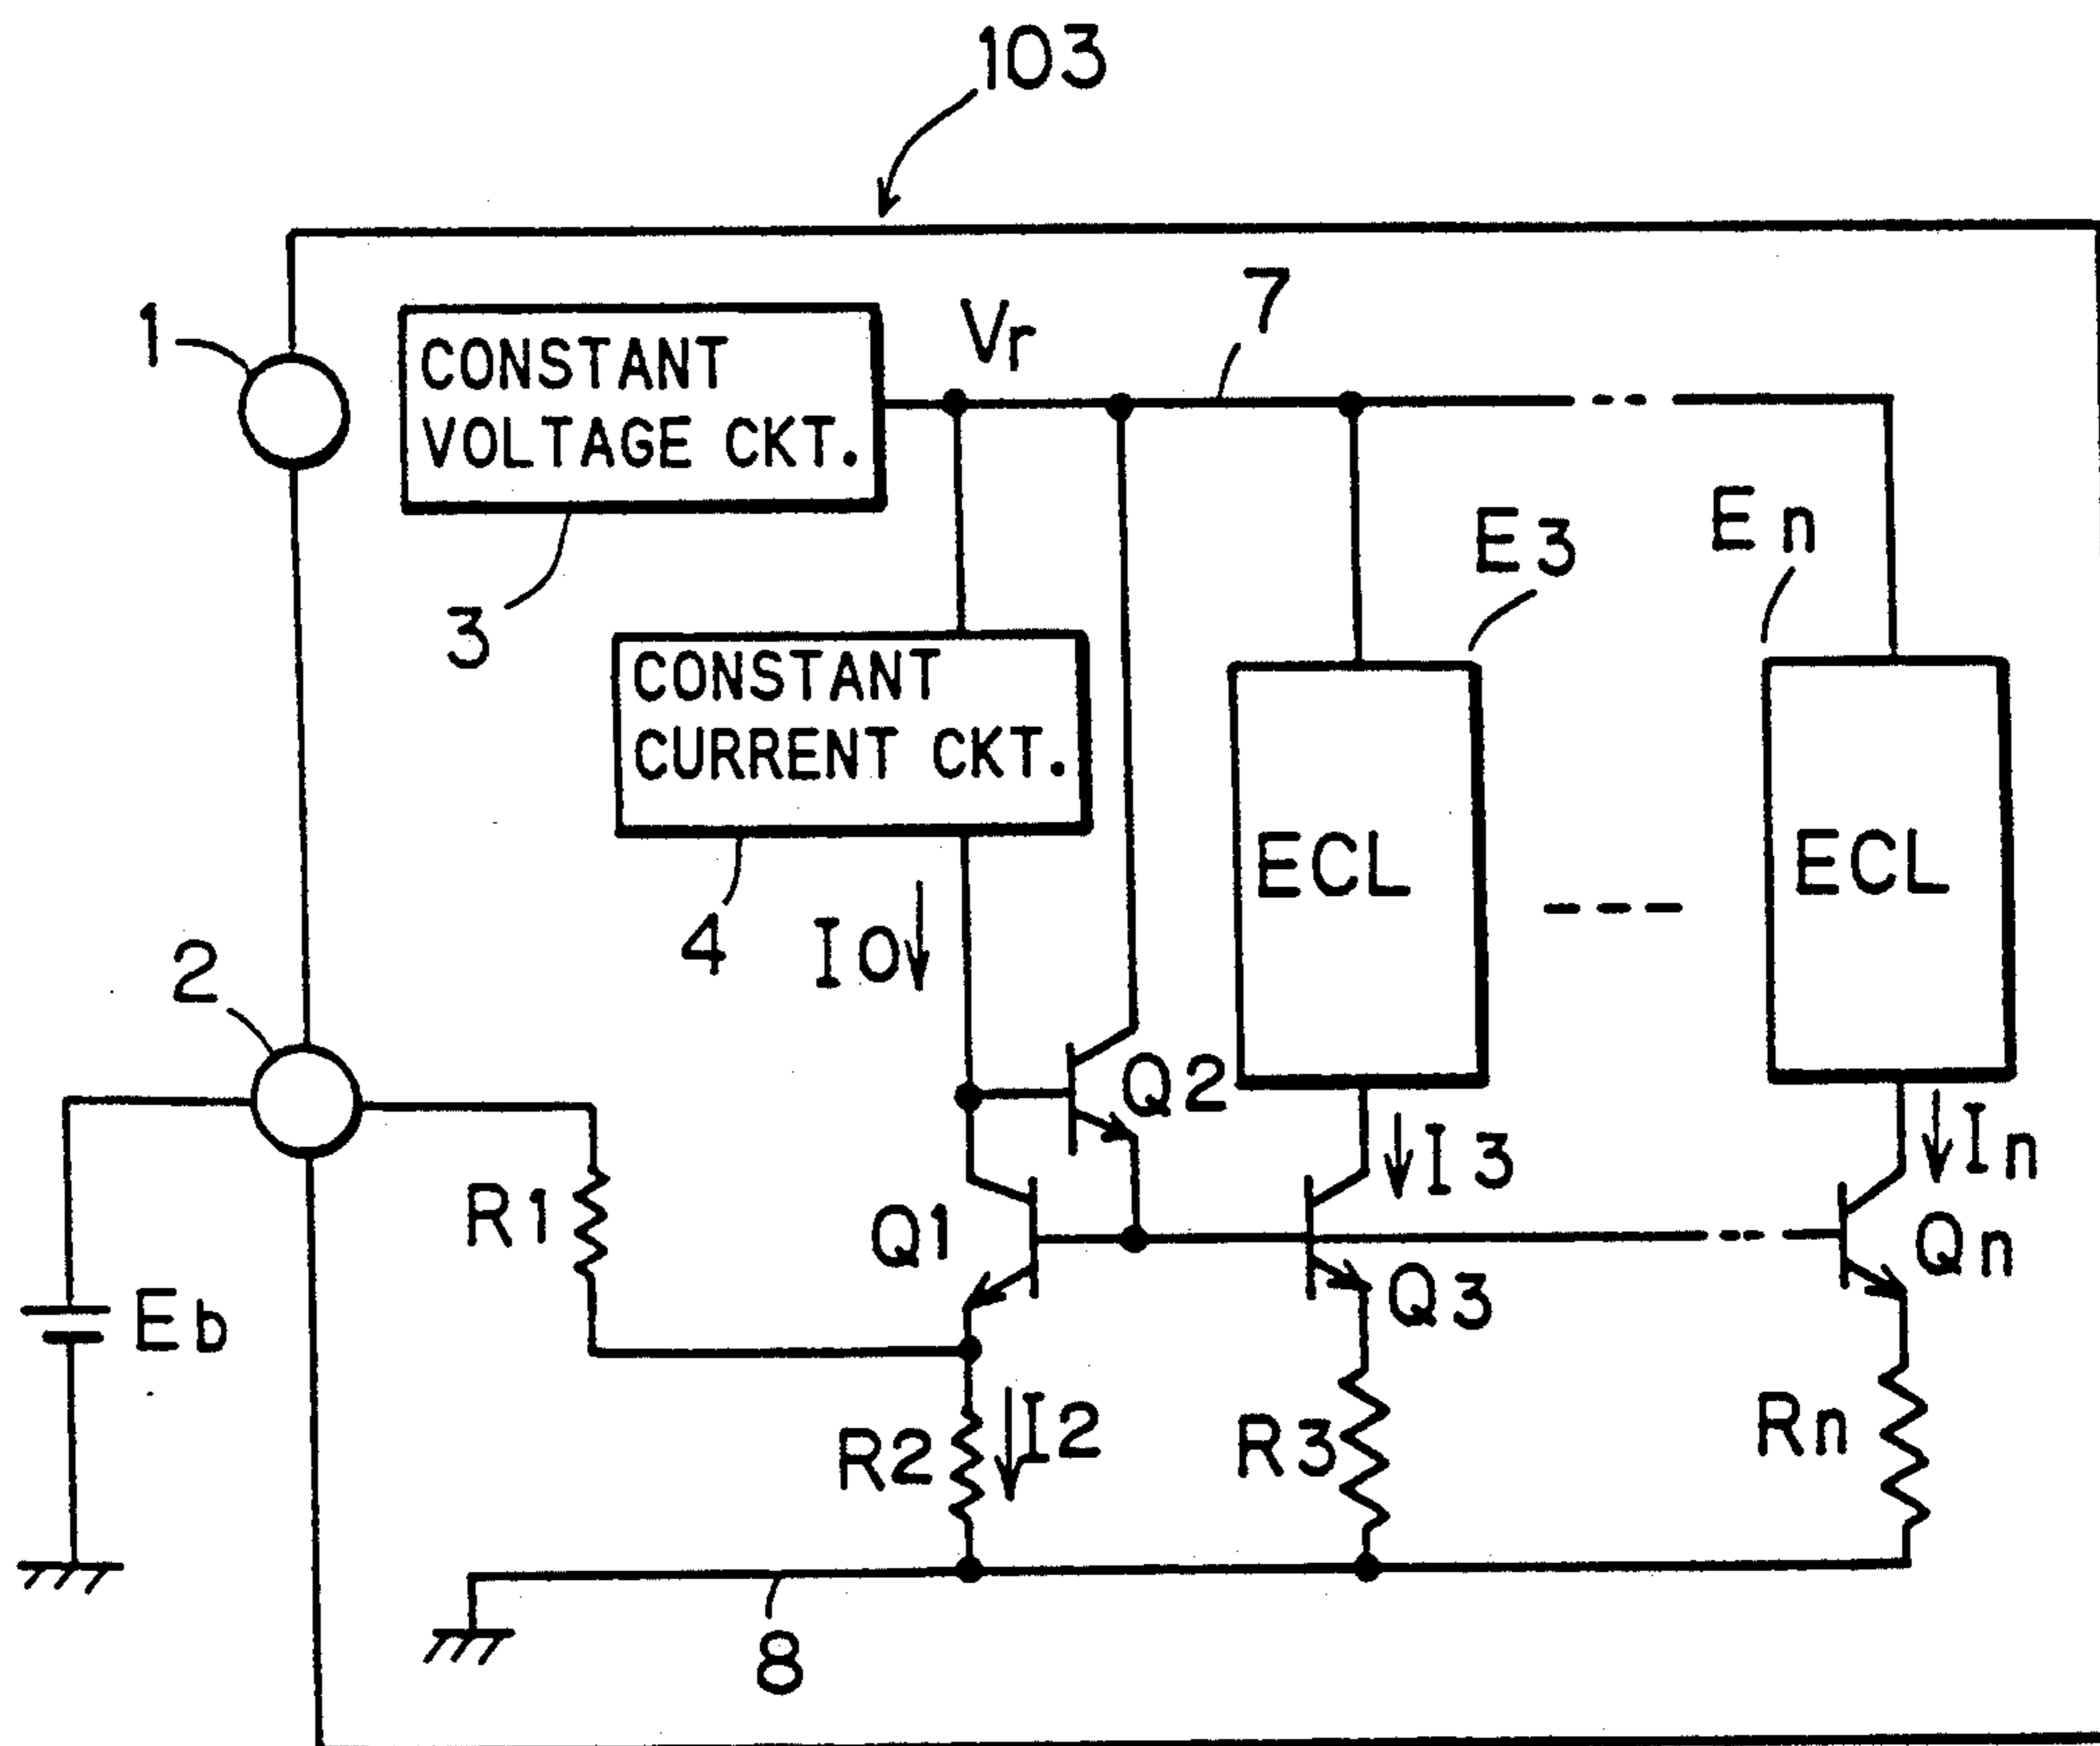 103
1
CONSTANT
VOLTAGE CKT.
Vr
7
3
E3
En
CONSTANT
CURRENT CKT.
4
I0
ECL
ECL
2
Q2
I3
In
R1
Q1
Q3
Qn
Eb
R2
I2
R3
Rn
8